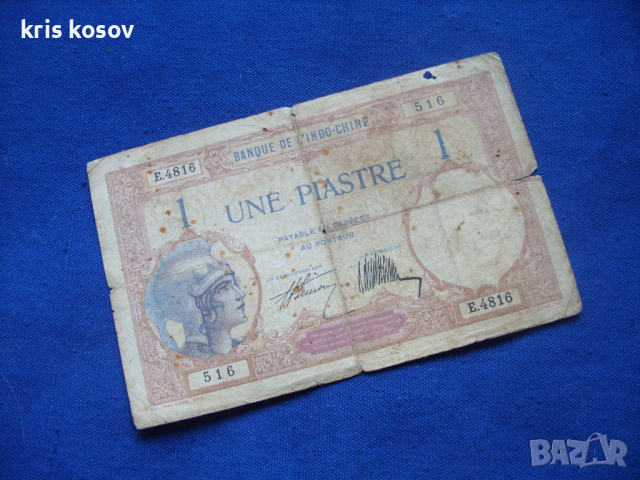 kris kosov
516
BANQUE DE L'INDO-CHINE
E.4816
1 UNE PIASTRE 1
PAYABLE EN ESPÈCES
AU PORTEUR
E.4816
516
BAZAR